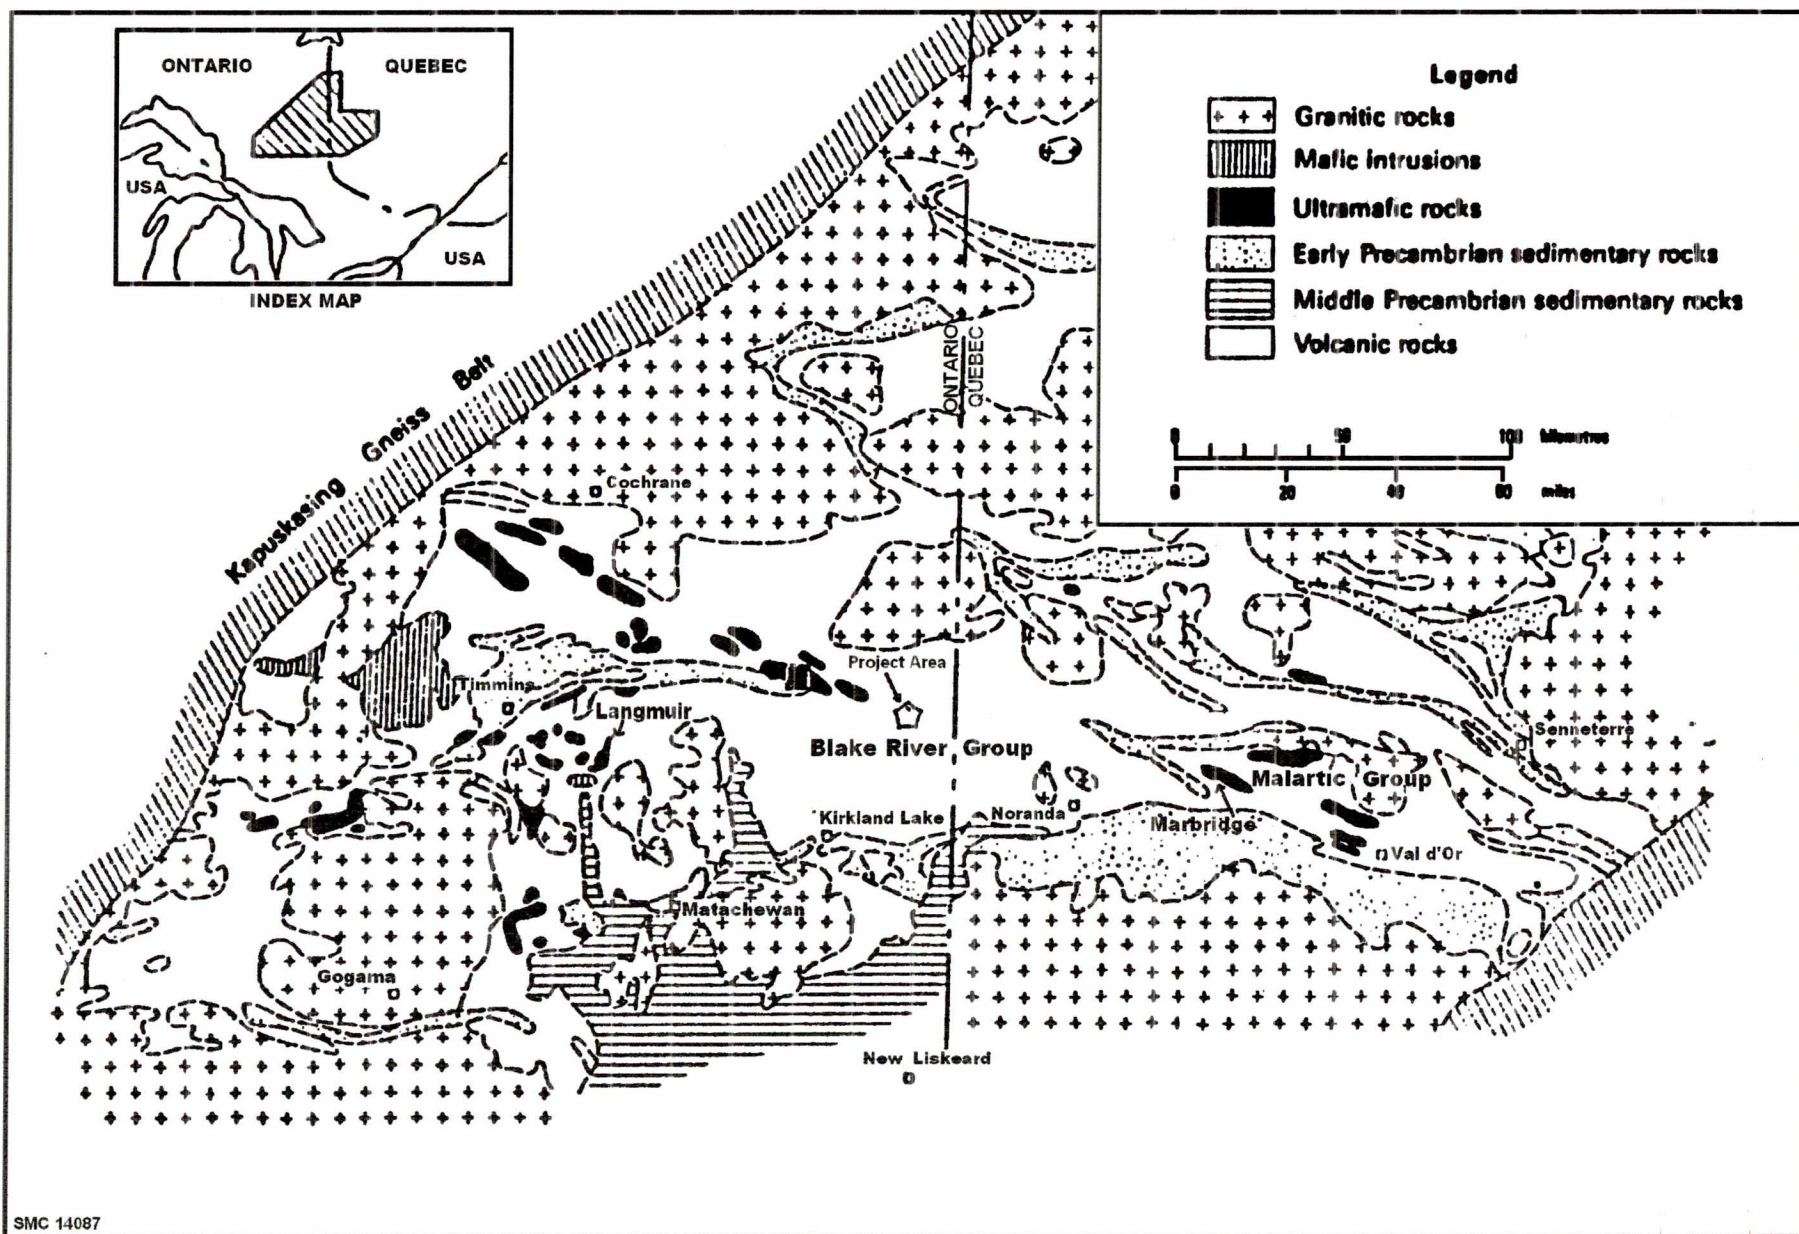 ONTARIO QUEBEC
USA
USA
INDEX MAP
Legend
Granitic rocks
Mafic intrusions
Ultramafic rocks
Early Precambrian sedimentary rocks
Middle Precambrian sedimentary rocks
Volcanic rocks
0 50 100 kilometres
0 20 40 60 miles
Kapuskasing Gneiss Belt
ONTARIO
QUEBEC
Cochrane
Project Area
Timmins
Langmuir
Senneterre
Blake River Group
Malartic Group
Kirkland Lake
Noranda
Marbridge
Val d'Or
Matachewan
Gogama
New Liskeard
SMC 14087